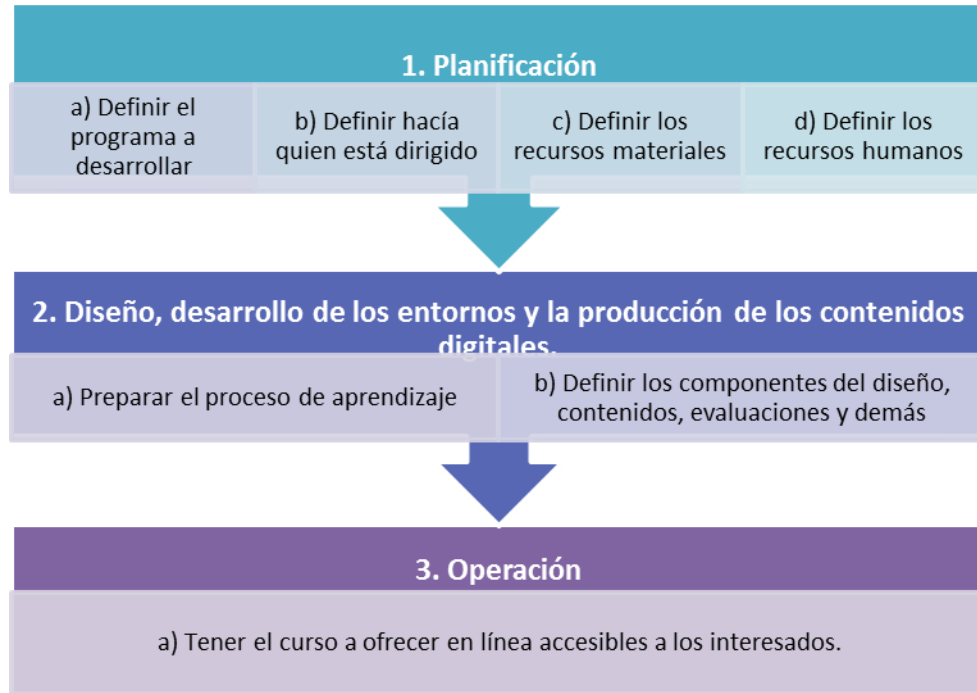 1. Planificación
a) Definir el
programa a
desarrollar
b) Definir hacía
quien está dirigido
c) Definir los
recursos materiales
d) Definir los
recursos humanos
2. Diseño, desarrollo de los entornos y la producción de los contenidos
digitales.
a) Preparar el proceso de aprendizaje
b) Definir los componentes del diseño,
contenidos, evaluaciones y demás
3. Operación
a) Tener el curso a ofrecer en línea accesibles a los interesados.